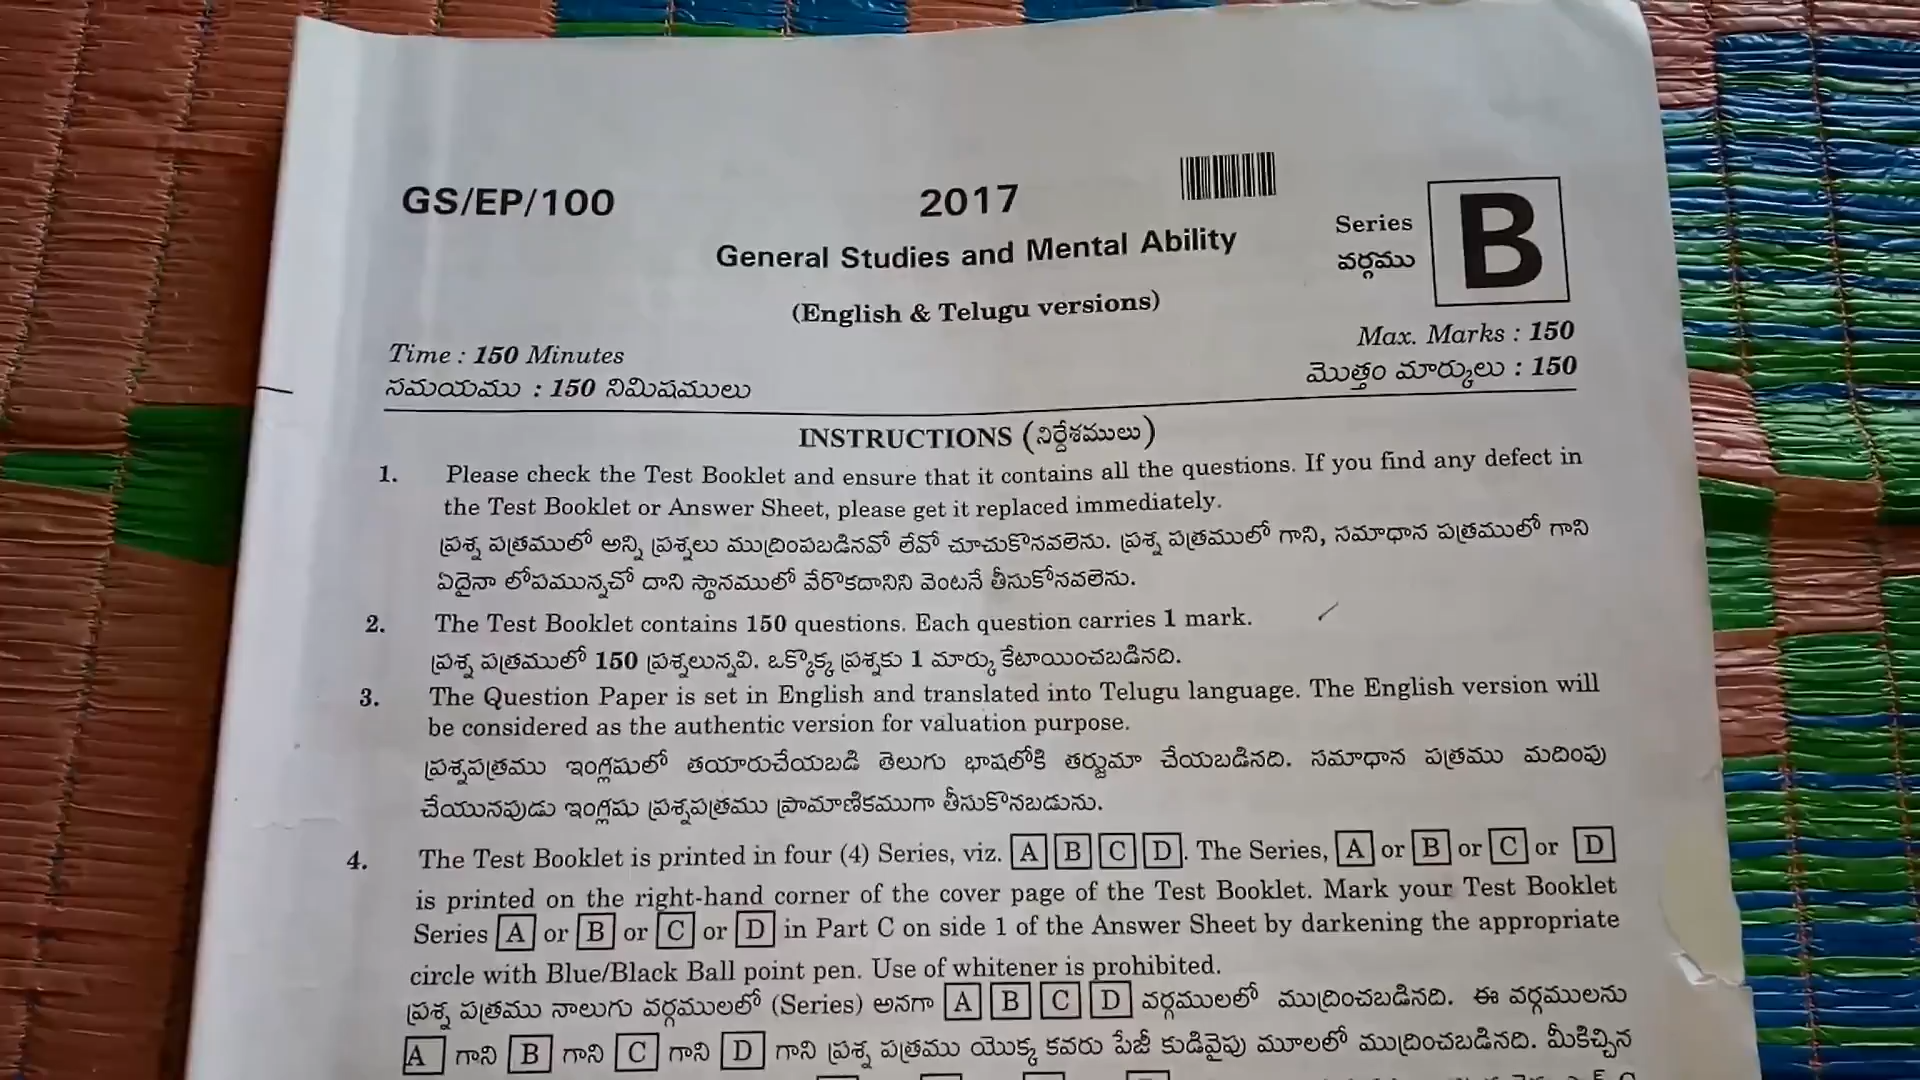 GS/EP/100
2017
General Studies and Mental Ability
(English & Telugu versions)
Series
వర్గము
B
Time : 150 Minutes
సమయము : 150 నిమిషములు
Max. Marks : 150
మొత్తం మార్కులు : 150
INSTRUCTIONS (నిర్దేశములు)
1. Please check the Test Booklet and ensure that it contains all the questions. If you find any defect in
the Test Booklet or Answer Sheet, please get it replaced immediately.
ప్రశ్న పత్రములో అన్ని ప్రశ్నలు ముద్రింపబడినవో లేవో చూచుకొనవలెను. ప్రశ్న పత్రములో గాని, సమాధాన పత్రములో గాని
ఏదైనా లోపమున్నచో దాని స్థానములో వేరొకదానిని వెంటనే తీసుకోనవలెను.
2. The Test Booklet contains 150 questions. Each question carries 1 mark.
ప్రశ్న పత్రములో 150 ప్రశ్నలున్నవి. ఒక్కొక్క ప్రశ్నకు 1 మార్కు కేటాయించబడినది.
3. The Question Paper is set in English and translated into Telugu language. The English version will
be considered as the authentic version for valuation purpose.
ప్రశ్నపత్రము ఇంగ్లీషులో తయారుచేయబడి తెలుగు భాషలోకి తర్జుమా చేయబడినది. సమాధాన పత్రము మదింపు
చేయునపుడు ఇంగ్లీషు ప్రశ్నపత్రము ప్రామాణికముగా తీసుకొనబడును.
4. The Test Booklet is printed in four (4) Series, viz. A B C D. The Series, A or B or C or D
is printed on the right-hand corner of the cover page of the Test Booklet. Mark your Test Booklet
Series A or B or C or D in Part C on side 1 of the Answer Sheet by darkening the appropriate
circle with Blue/Black Ball point pen. Use of whitener is prohibited.
ప్రశ్న పత్రము నాలుగు వర్గములలో (Series) అనగా A B C D వర్గములలో ముద్రించబడినది. ఈ వర్గములను
A గాని B గాని C గాని D గాని ప్రశ్న పత్రము యొక్క కవరు పేజీ కుడివైపు మూలలో ముద్రించబడినది. మీకిచ్చిన